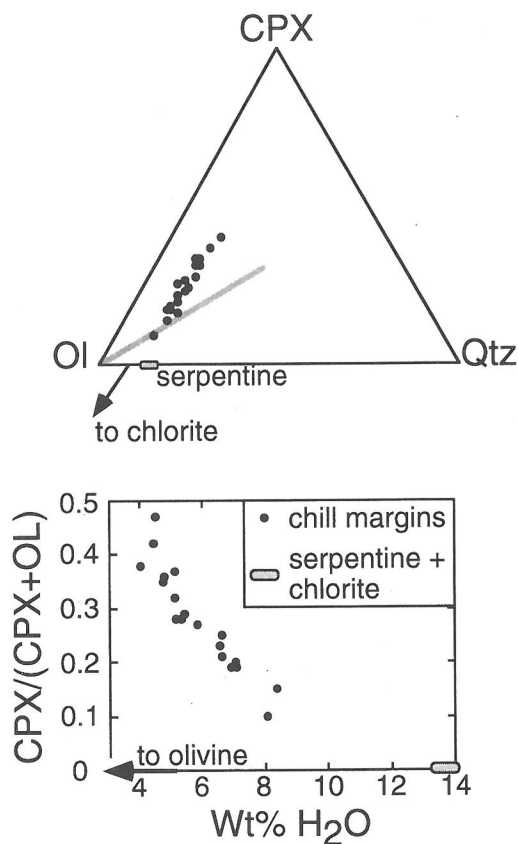 CPX
Ol
Qtz
serpentine
to chlorite
0.5
0.4
0.3
0.2
0.1
0
CPX/(CPX+OL)
chill margins
serpentine +
chlorite
to olivine
4 6 8 10 12 14
Wt% H₂O